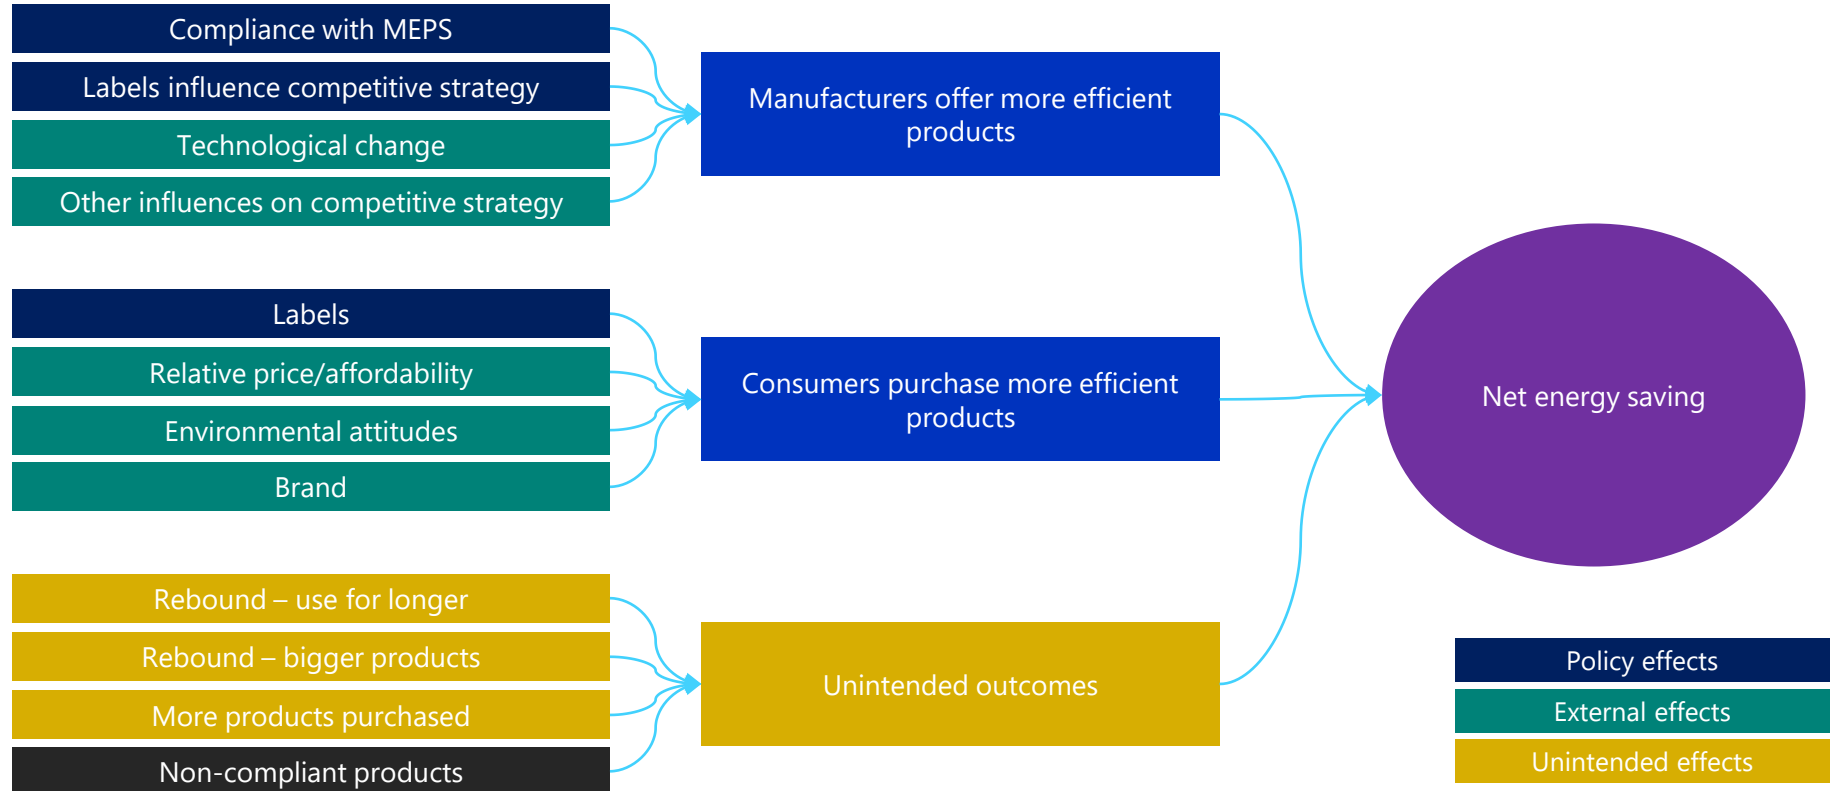 Compliance with MEPS
Labels influence competitive strategy
Technological change
Other influences on competitive strategy
Manufacturers offer more efficient
products
Labels
Relative price/affordability
Environmental attitudes
Brand
Consumers purchase more efficient
products
Rebound – use for longer
Rebound – bigger products
More products purchased
Non-compliant products
Unintended outcomes
Net energy saving
Policy effects
External effects
Unintended effects